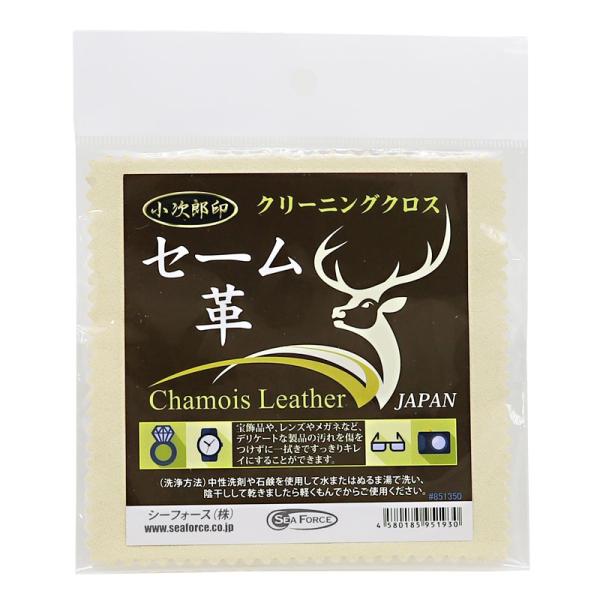 小次郎印
クリーニングクロス
セーム
革
Chamois Leather
JAPAN
宝飾品や、レンズやメガネなど、
デリケートな製品の汚れを傷を
つけずに一拭きですっきりキレ
イにすることができます。
（洗浄方法）中性洗剤や石鹸を使用して水またはぬるま湯で洗い、
陰干しして乾きましたら軽くもんでからご使用ください。
#851350
シーフォース（株）
www.seaforce.co.jp
SEA FORCE
4 580185 951930